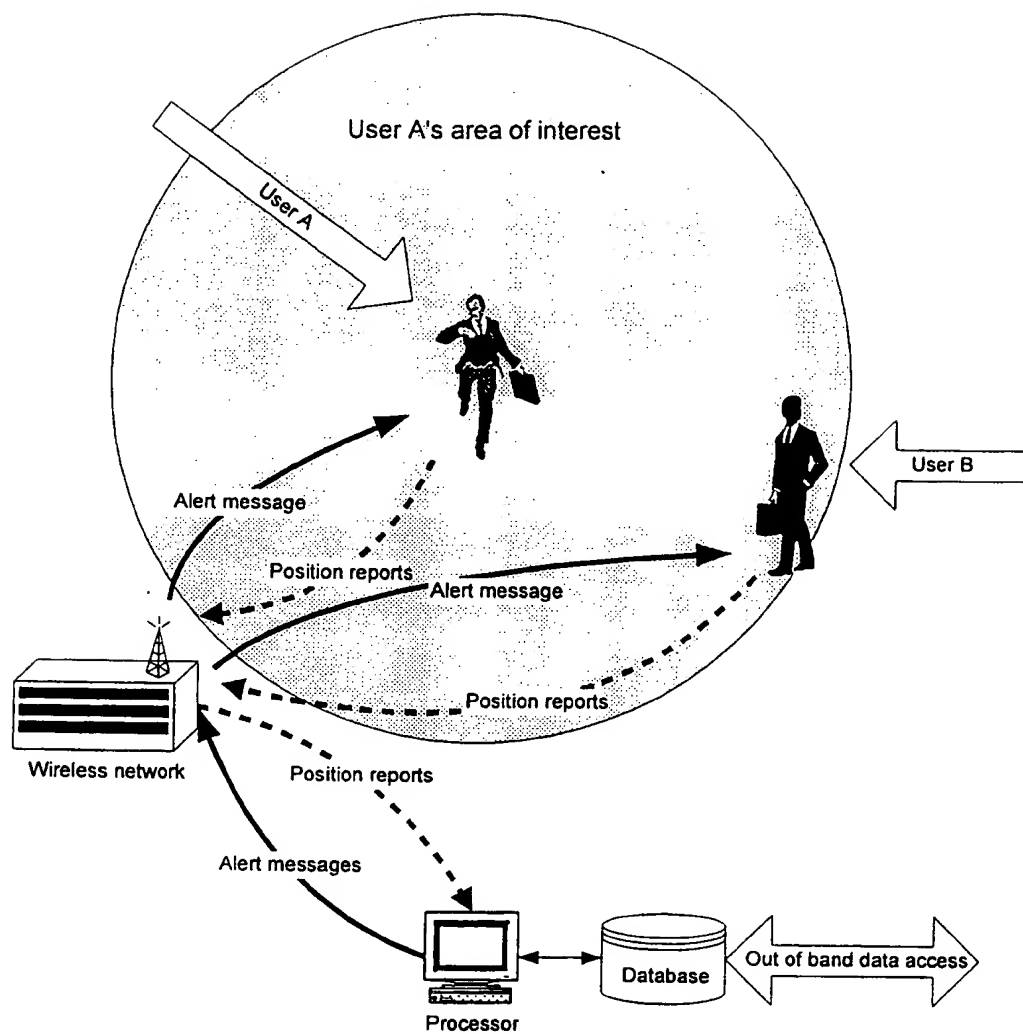 User A's area of interest
User A
User B
Alert message
Position reports
Alert message
Position reports
Wireless network
Position reports
Alert messages
Out of band data access
Database
Processor